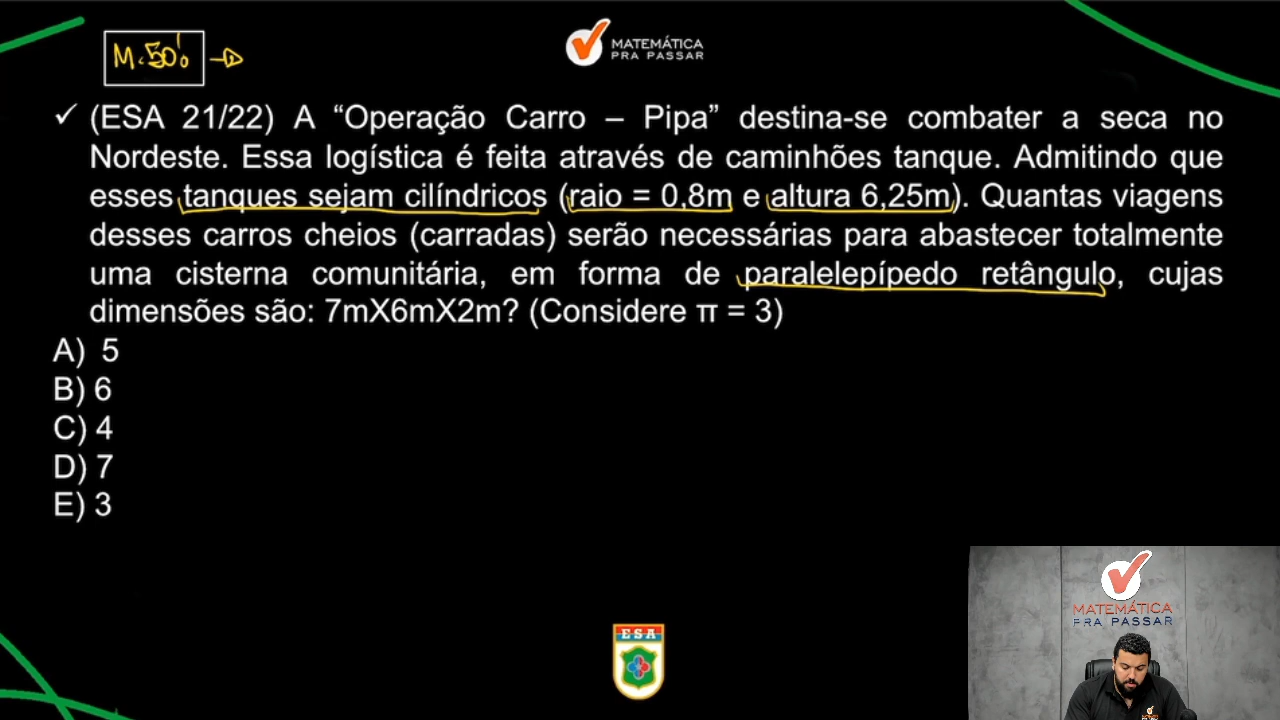 M.50%
MATEMÁTICA
PRA PASSAR
✓ (ESA 21/22) A “Operação Carro – Pipa” destina-se combater a seca no
Nordeste. Essa logística é feita através de caminhões tanque. Admitindo que
esses tanques sejam cilíndricos (raio = 0,8m e altura 6,25m). Quantas viagens
desses carros cheios (carradas) serão necessárias para abastecer totalmente
uma cisterna comunitária, em forma de paralelepípedo retângulo, cujas
dimensões são: 7mX6mX2m? (Considere π = 3)
A) 5
B) 6
C) 4
D) 7
E) 3
MATEMÁTICA
PRA PASSAR
ESA